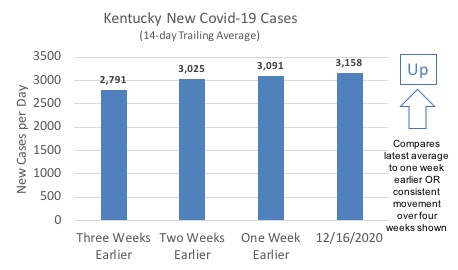 Kentucky New Covid-19 Cases
(14-day Trailing Average)
New Cases per Day
3500
3000
2500
2000
1500
1000
500
0
2,791
3,025
3,091
3,158
Three Weeks
Earlier
Two Weeks
Earlier
One Week
Earlier
12/16/2020
Up
Compares
latest average
to one week
earlier OR
consistent
movement
over four
weeks shown